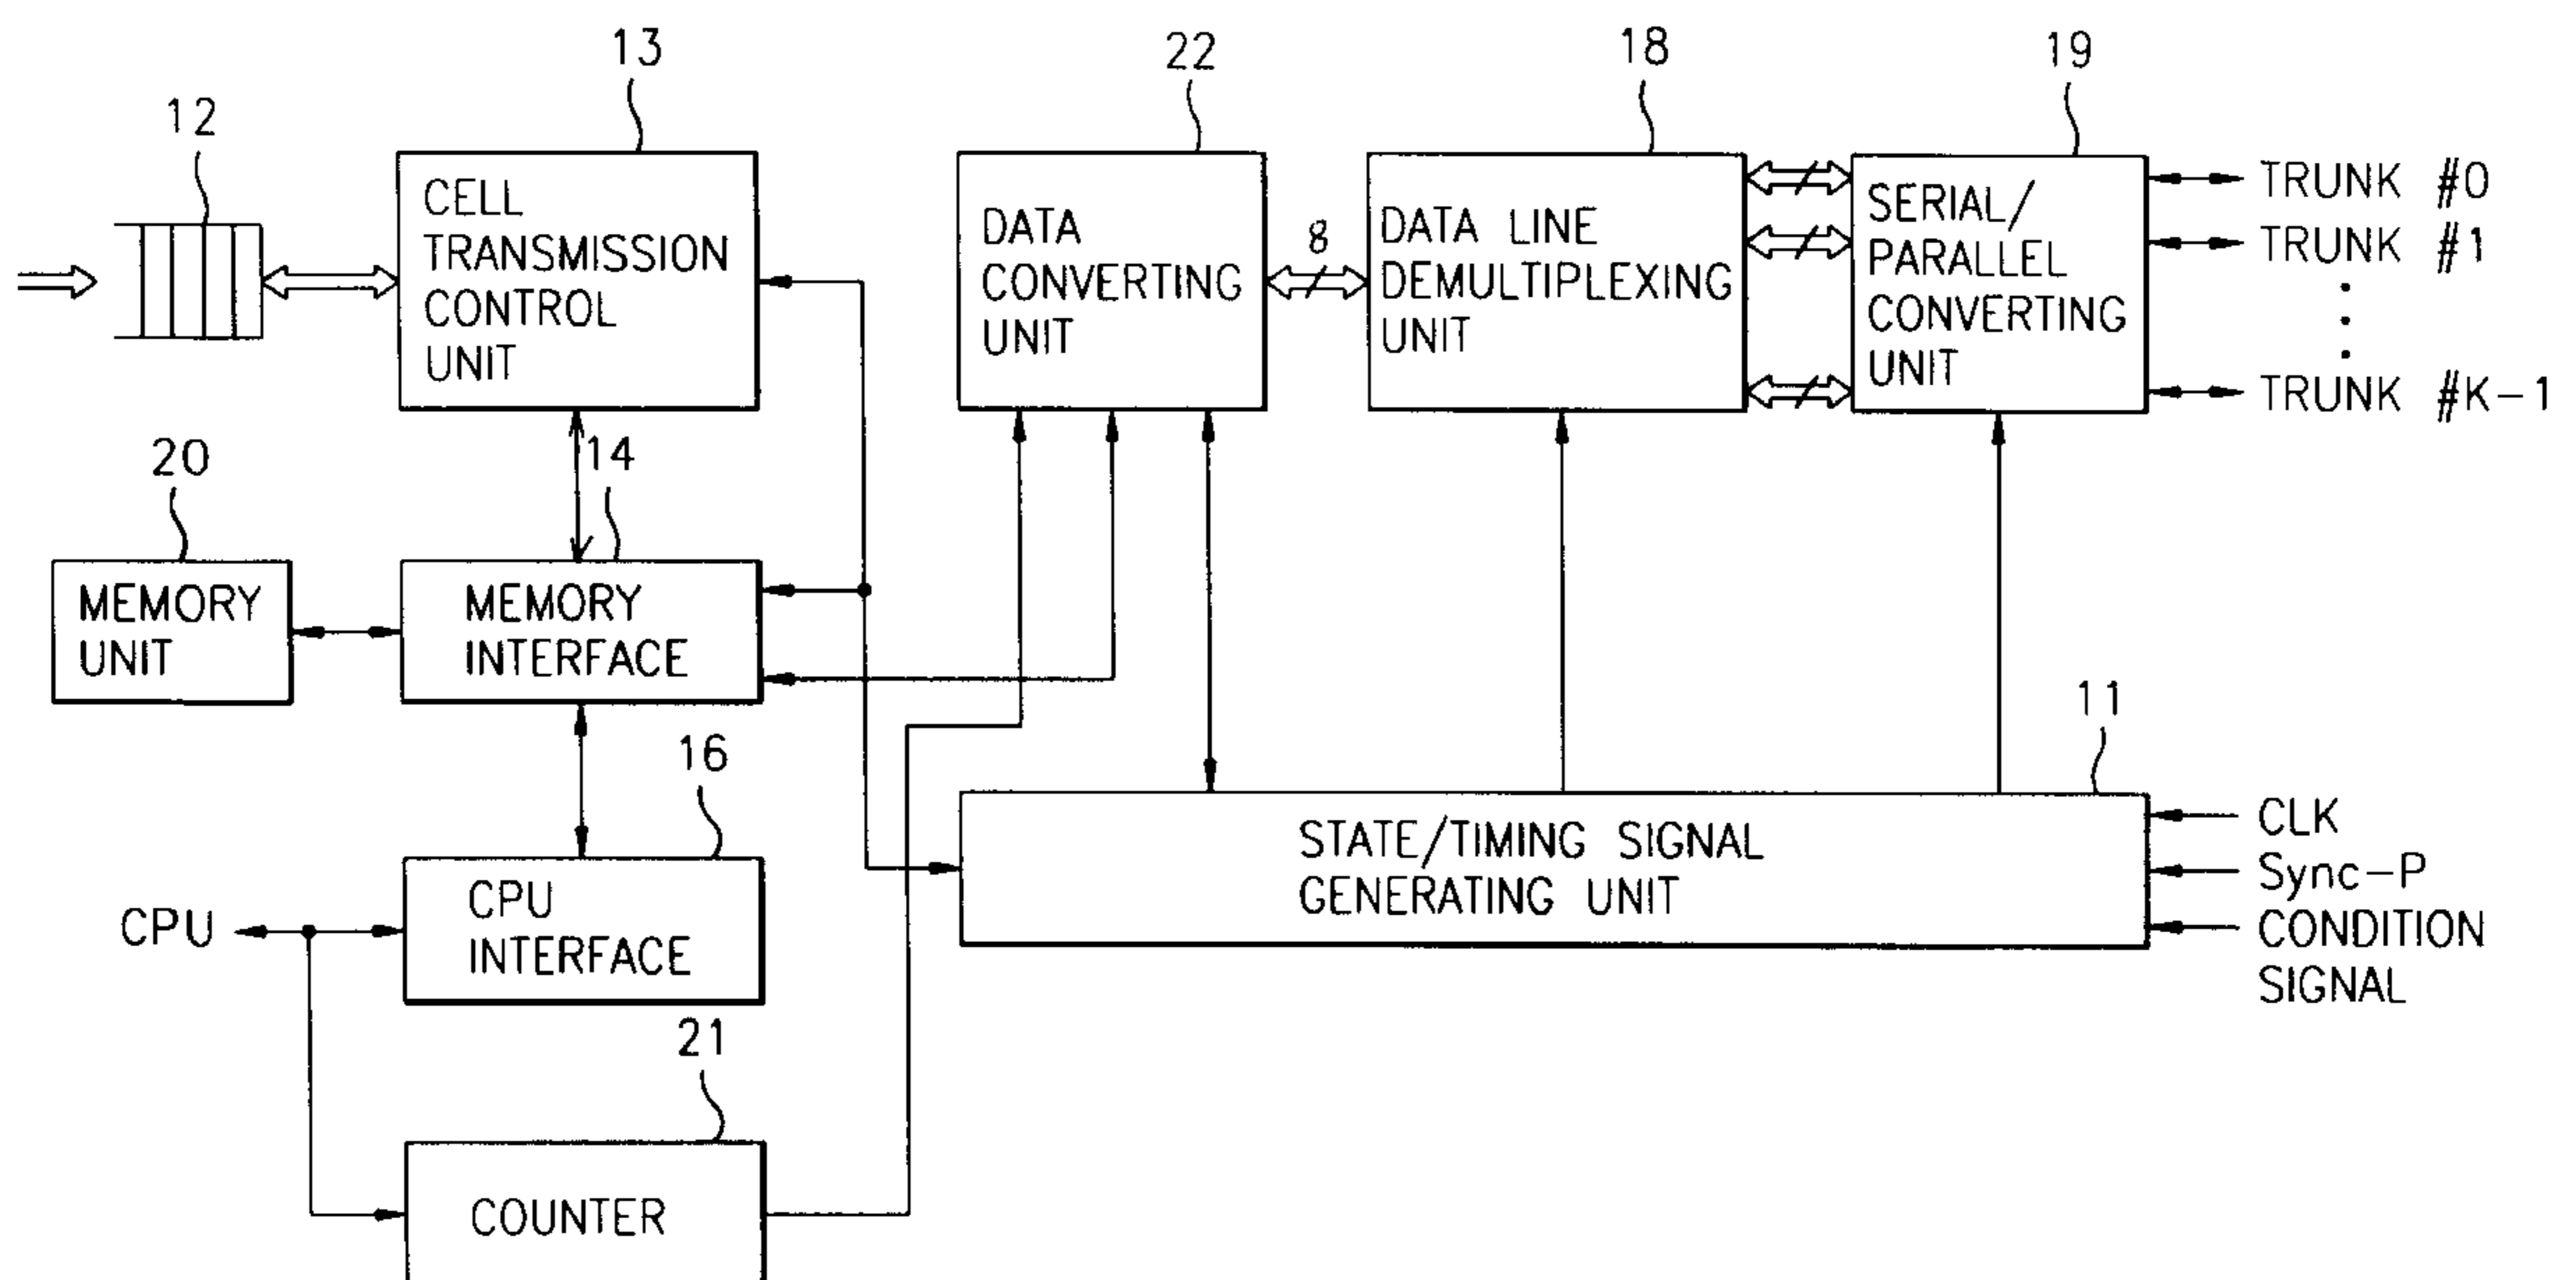 13
22
18
19
12
CELL
TRANSMISSION
CONTROL
UNIT
DATA
CONVERTING
UNIT
8
DATA LINE
DEMULTIPLEXING
UNIT
SERIAL/
PARALLEL
CONVERTING
UNIT
TRUNK #0
TRUNK #1
TRUNK #K-1
20
14
MEMORY
UNIT
MEMORY
INTERFACE
16
11
CPU
CPU
INTERFACE
STATE/TIMING SIGNAL
GENERATING UNIT
CLK
Sync-P
CONDITION
SIGNAL
21
COUNTER